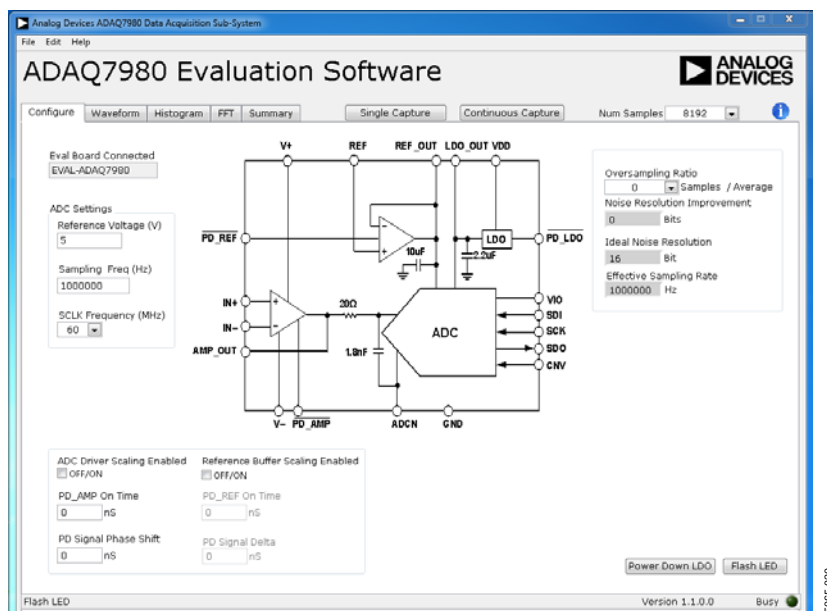 Analog Devices ADAQ7980 Data Acquisition Sub-System
File Edit Help
ADAQ7980 Evaluation Software
ANALOG DEVICES
Configure Waveform Histogram FFT Summary Single Capture Continuous Capture Num Samples 8192 i
Eval Board Connected
EVAL-ADAQ7980
ADC Settings
Reference Voltage (V)
5
Sampling Freq (Hz)
1000000
SCLK Frequency (MHz)
60
V+ REF REF_OUT LDO_OUT VDD
PD_REF
10uF
LDO
2.2uF
PD_LDO
IN+
IN–
AMP_OUT
20Ω
1.8nF
ADC
VIO
SDI
SCK
SDO
CNV
V– PD_AMP ADCN GND
Oversampling Ratio
0 Samples / Average
Noise Resolution Improvement
0 Bits
Ideal Noise Resolution
16 Bit
Effective Sampling Rate
1000000 Hz
ADC Driver Scaling Enabled
OFF/ON
PD_AMP On Time
0 nS
PD Signal Phase Shift
0 nS
Reference Buffer Scaling Enabled
OFF/ON
PD_REF On Time
0 nS
PD Signal Delta
0 nS
Power Down LDO Flash LED
Flash LED Version 1.1.0.0 Busy